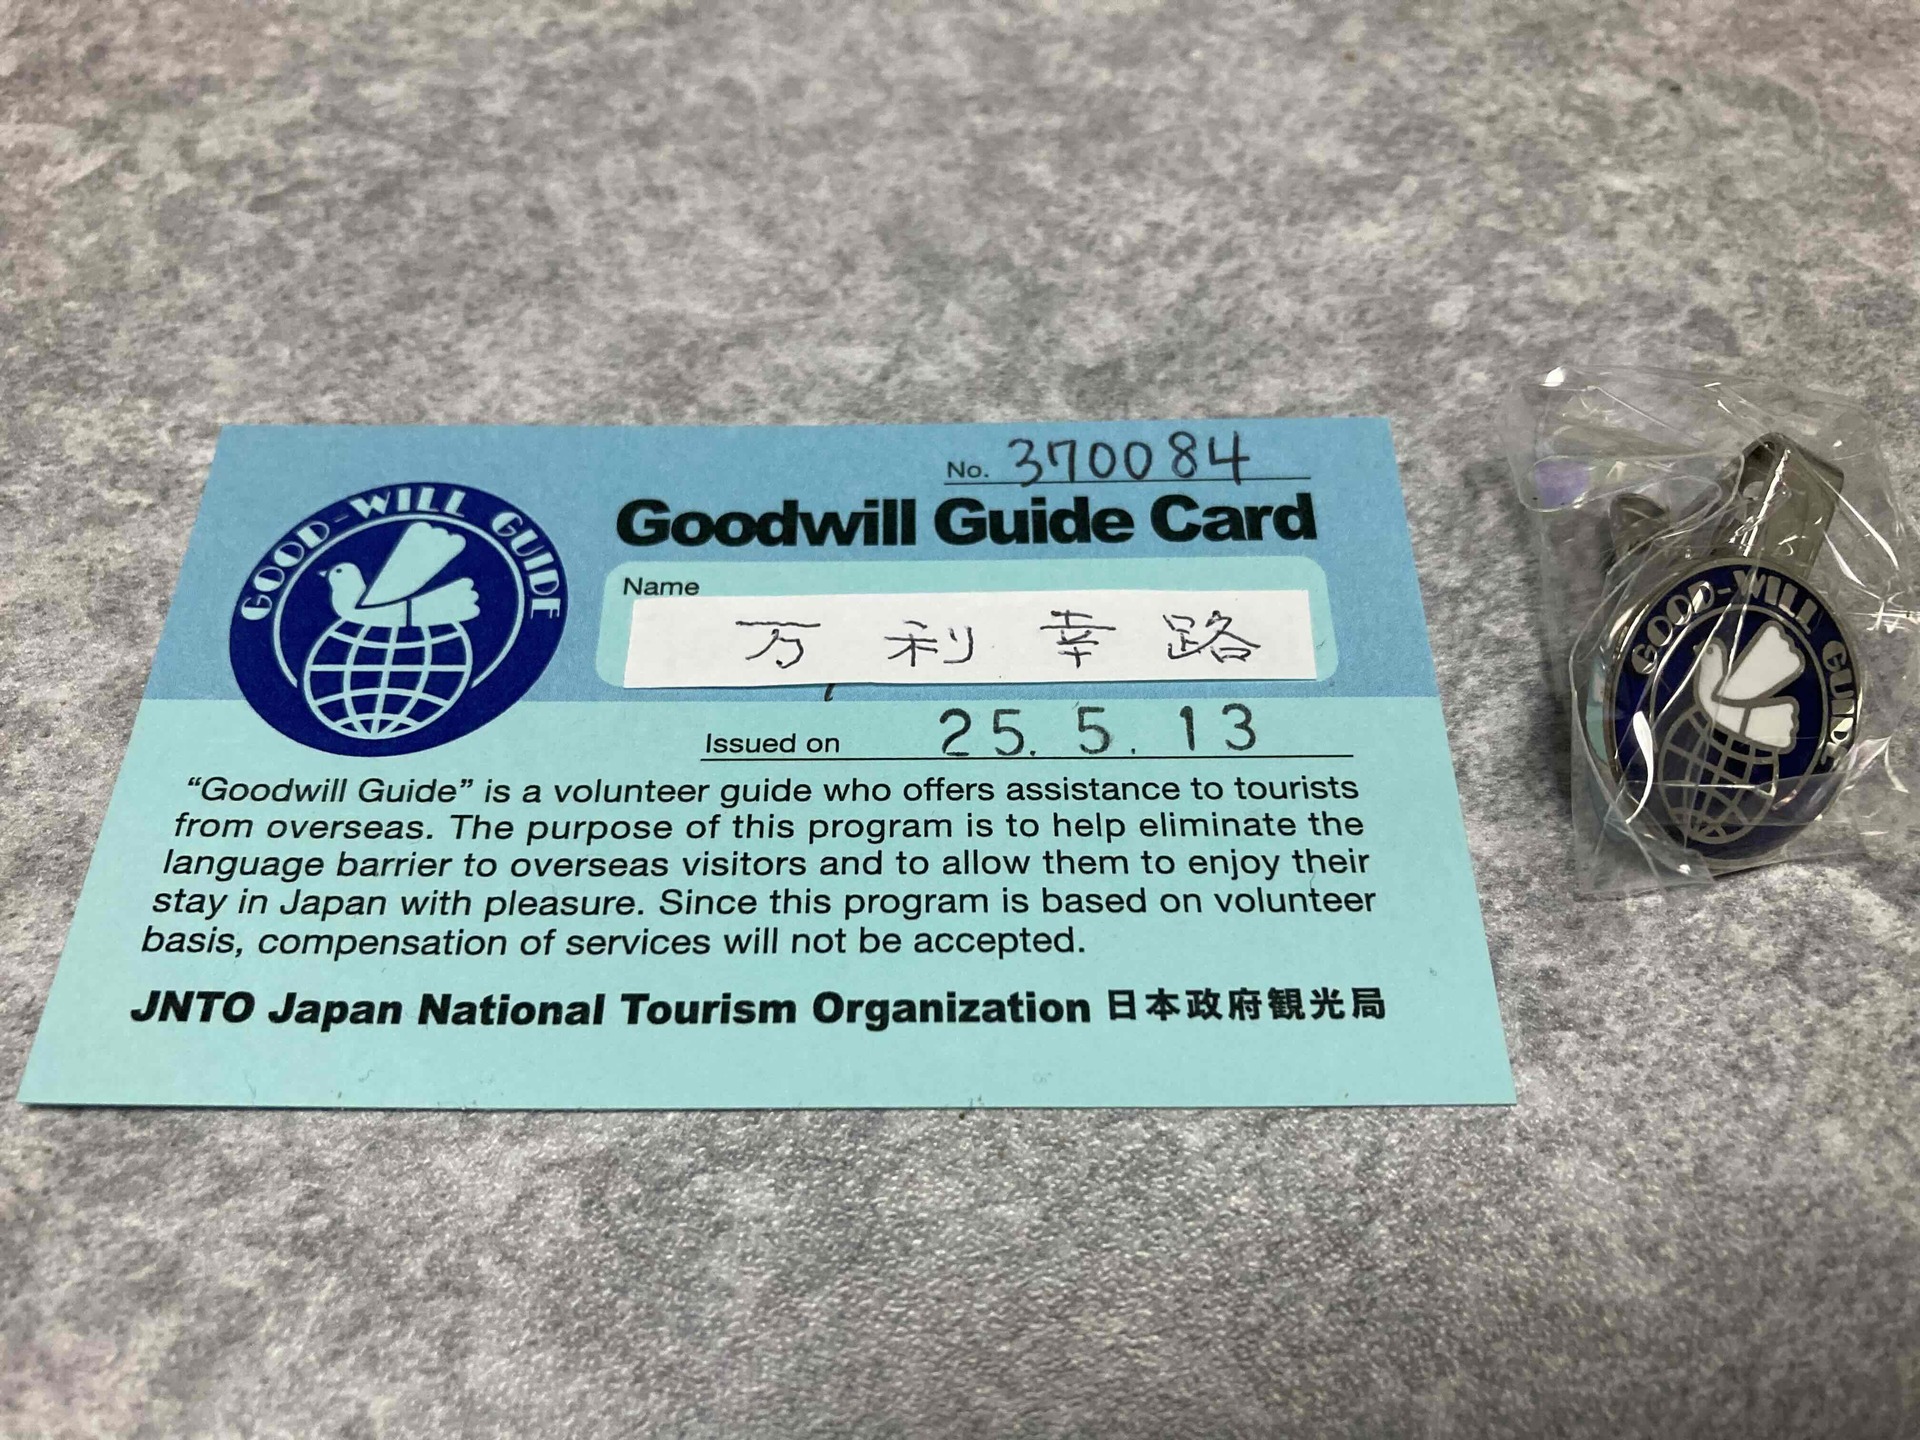 No. 370084
GOOD-WILL GUIDE
Goodwill Guide Card
Name
万利幸路
Issued on 25. 5. 13
“Goodwill Guide” is a volunteer guide who offers assistance to tourists
from overseas. The purpose of this program is to help eliminate the
language barrier to overseas visitors and to allow them to enjoy their
stay in Japan with pleasure. Since this program is based on volunteer
basis, compensation of services will not be accepted.
JNTO Japan National Tourism Organization 日本政府観光局
GOOD-WILL GUIDE